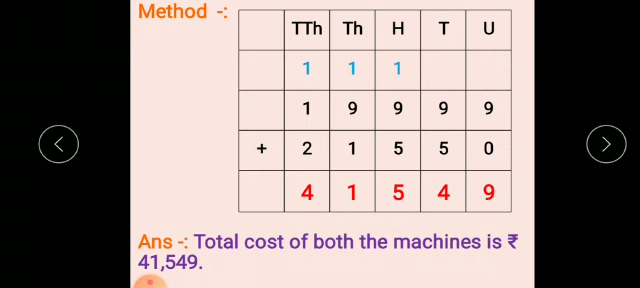 Method -:
TTh Th H T U
1 1 1
1 9 9 9 9
+ 2 1 5 5 0
4 1 5 4 9
Ans -: Total cost of both the machines is ₹
41,549.